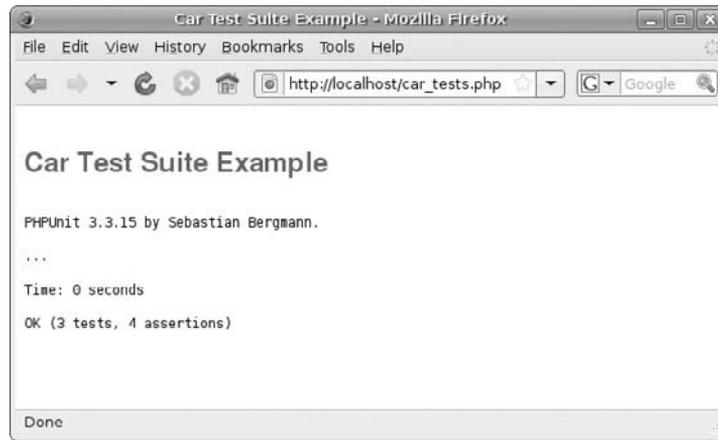 Car Test Suite Example - Mozilla Firefox
File Edit View History Bookmarks Tools Help
http://localhost/car_tests.php G Google
Car Test Suite Example
PHPUnit 3.3.15 by Sebastian Bergmann.
...
Time: 0 seconds
OK (3 tests, 4 assertions)
Done